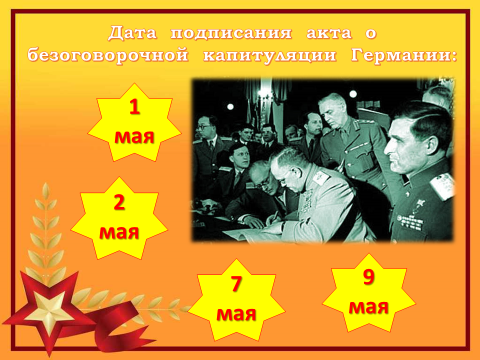 Дата подписания акта о
безоговорочной капитуляции Германии:
1
мая
2
мая
7
мая
9
мая